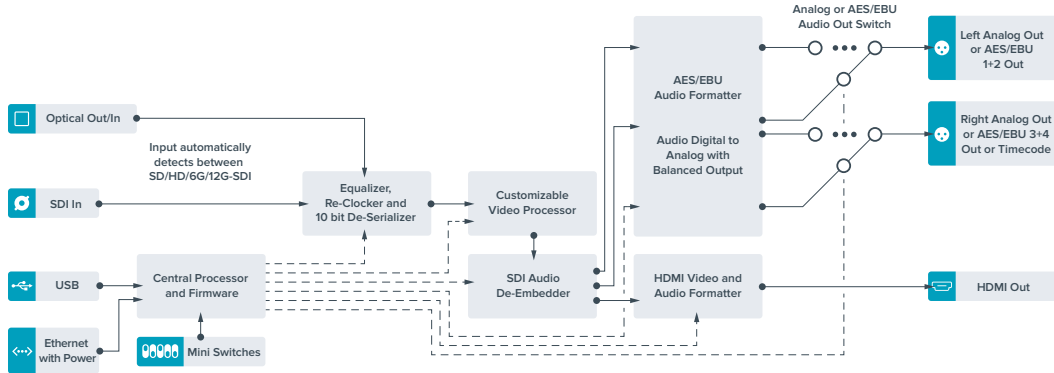 Analog or AES/EBU
Audio Out Switch
Left Analog Out
or AES/EBU
1+2 Out
AES/EBU
Audio Formatter
Optical Out/In
Right Analog Out
or AES/EBU 3+4
Out or Timecode
Audio Digital to
Analog with
Balanced Output
Input automatically
detects between
SD/HD/6G/12G-SDI
Equalizer,
Re-Clocker and
10 bit De-Serializer
Customizable
Video Processor
SDI In
USB
Central Processor
and Firmware
SDI Audio
De-Embedder
HDMI Video and
Audio Formatter
HDMI Out
Ethernet
with Power
Mini Switches